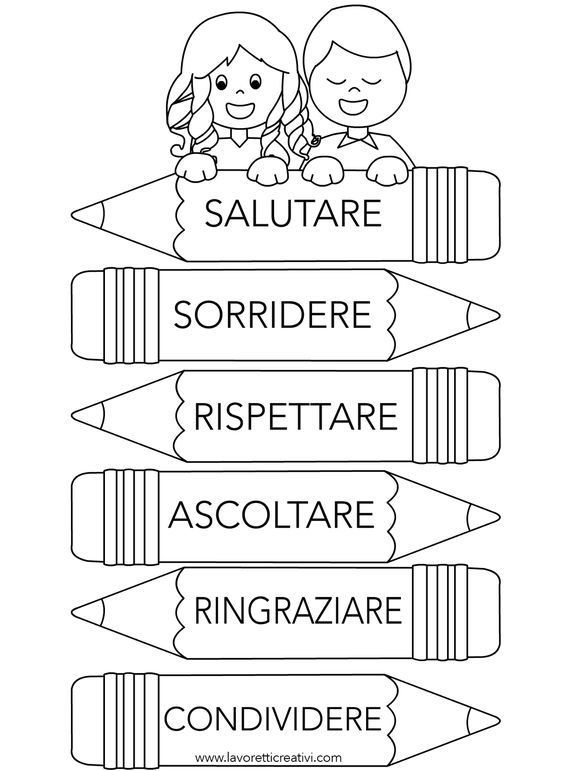 SALUTARE
SORRIDERE
RISPETTARE
ASCOLTARE
RINGRAZIARE
CONDIVIDERE
www.lavoretticreativi.com